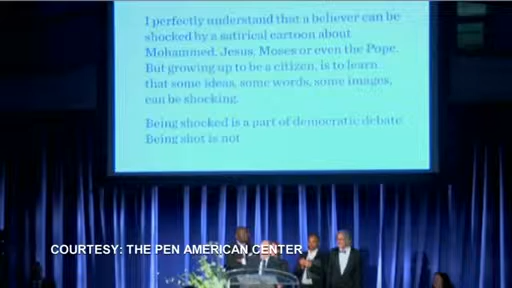 I perfectly understand that a believer can be
shocked by a satirical cartoon about
Mohammed, Jesus, Moses or even the Pope.
But growing up to be a citizen, is to learn
that some ideas, some words, some images,
can be shocking.
Being shocked is a part of democratic debate.
Being shot is not
COURTESY: THE PEN AMERICAN CENTER